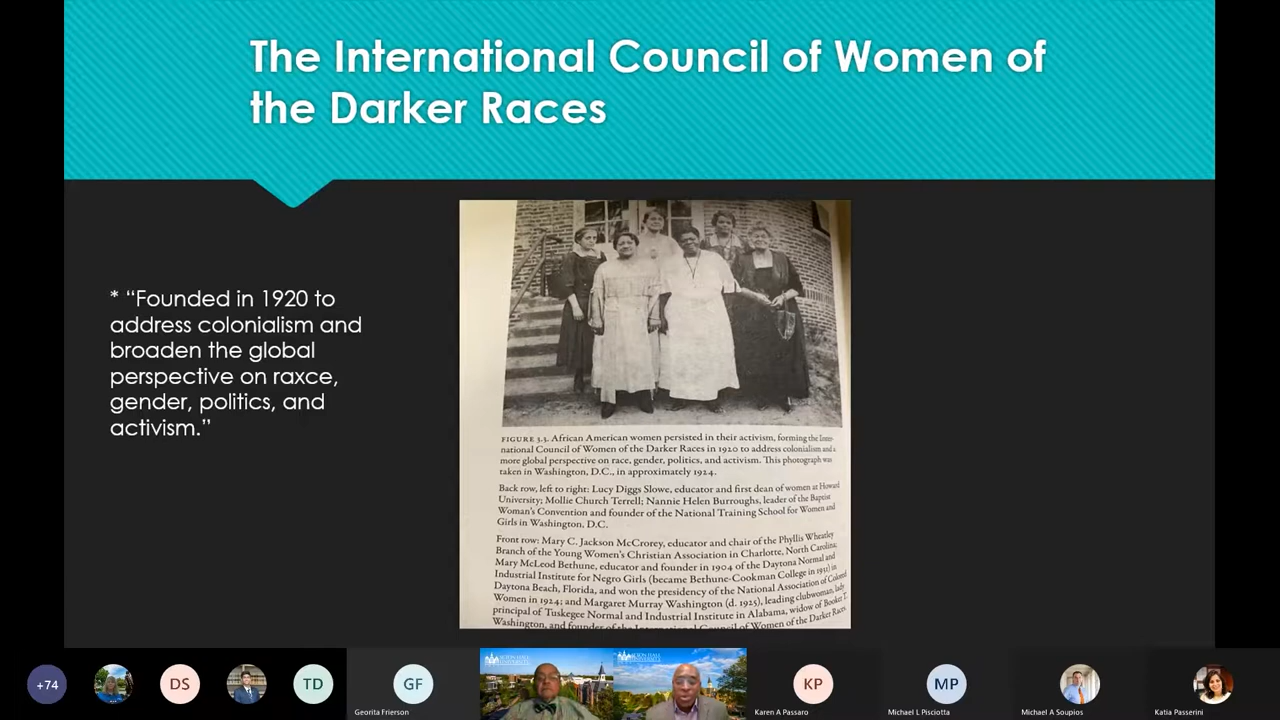 The International Council of Women of
the Darker Races
* “Founded in 1920 to
address colonialism and
broaden the global
perspective on raxce,
gender, politics, and
activism.”
FIGURE 3.3. African American women persisted in their activism, forming the Inter-
national Council of Women of the Darker Races in 1920 to address colonialism and a
more global perspective on race, gender, politics, and activism. This photograph was
taken in Washington, D.C., in approximately 1924.
Back row, left to right: Lucy Diggs Slowe, educator and first dean of women at Howard
University; Mollie Church Terrell; Nannie Helen Burroughs, leader of the Baptist
Woman's Convention and founder of the National Training School for Women and
Girls in Washington, D.C.
Front row: Mary C. Jackson McCrorey, educator and chair of the Phyllis Wheatley
Branch of the Young Women's Christian Association in Charlotte, North Carolina;
Mary McLeod Bethune, educator and founder in 1904 of the Daytona Normal and
Industrial Institute for Negro Girls (became Bethune-Cookman College in 1931) in
Daytona Beach, Florida, and won the presidency of the National Association of Colored
Women in 1924; and Margaret Murray Washington (d. 1925), leading clubwoman, lady
principal of Tuskegee Normal and Industrial Institute in Alabama, widow of Booker T.
Washington, and founder of the International Council of Women of the Darker Races
+74
DS
TD
GF
KP
MP
Georita Frierson
Karen A Passaro
Michael L Pisciotta
Michael A Soupios
Katia Passerini